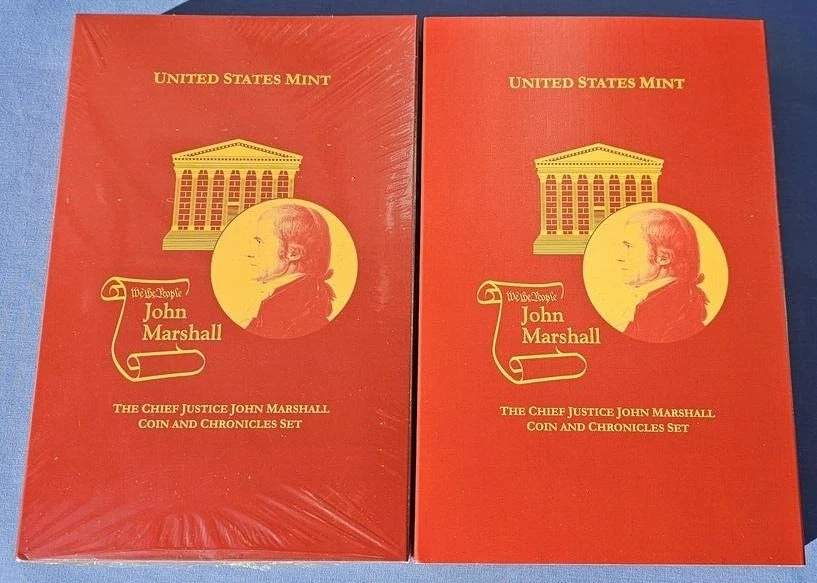 UNITED STATES MINT
We the People
John
Marshall
THE CHIEF JUSTICE JOHN MARSHALL
COIN AND CHRONICLES SET
UNITED STATES MINT
We the People
John
Marshall
THE CHIEF JUSTICE JOHN MARSHALL
COIN AND CHRONICLES SET